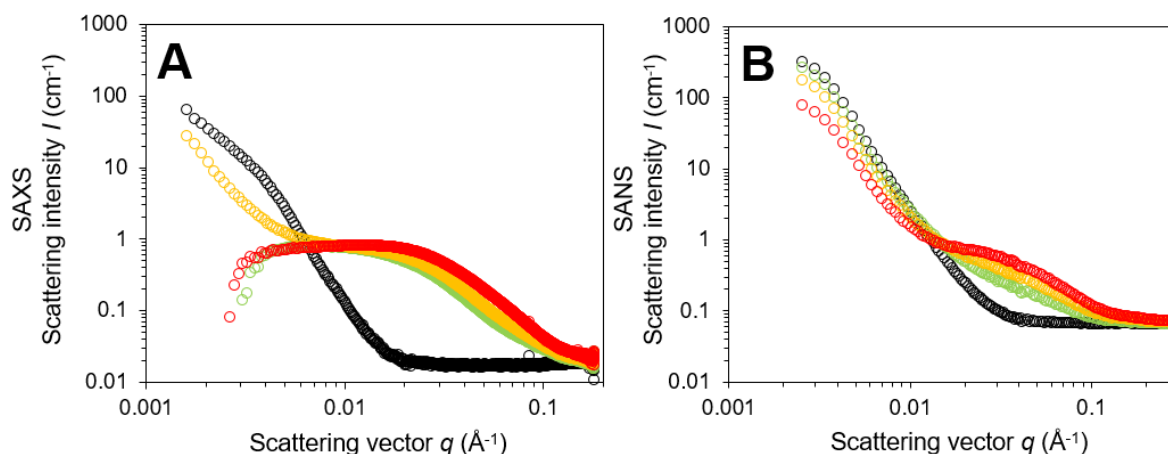 A
SAXS
Scattering intensity I (cm⁻¹)
1000
100
10
1
0.1
0.01
0.001
0.01
0.1
Scattering vector q (Å⁻¹)
B
SANS
Scattering intensity I (cm⁻¹)
1000
100
10
1
0.1
0.01
0.001
0.01
0.1
Scattering vector q (Å⁻¹)